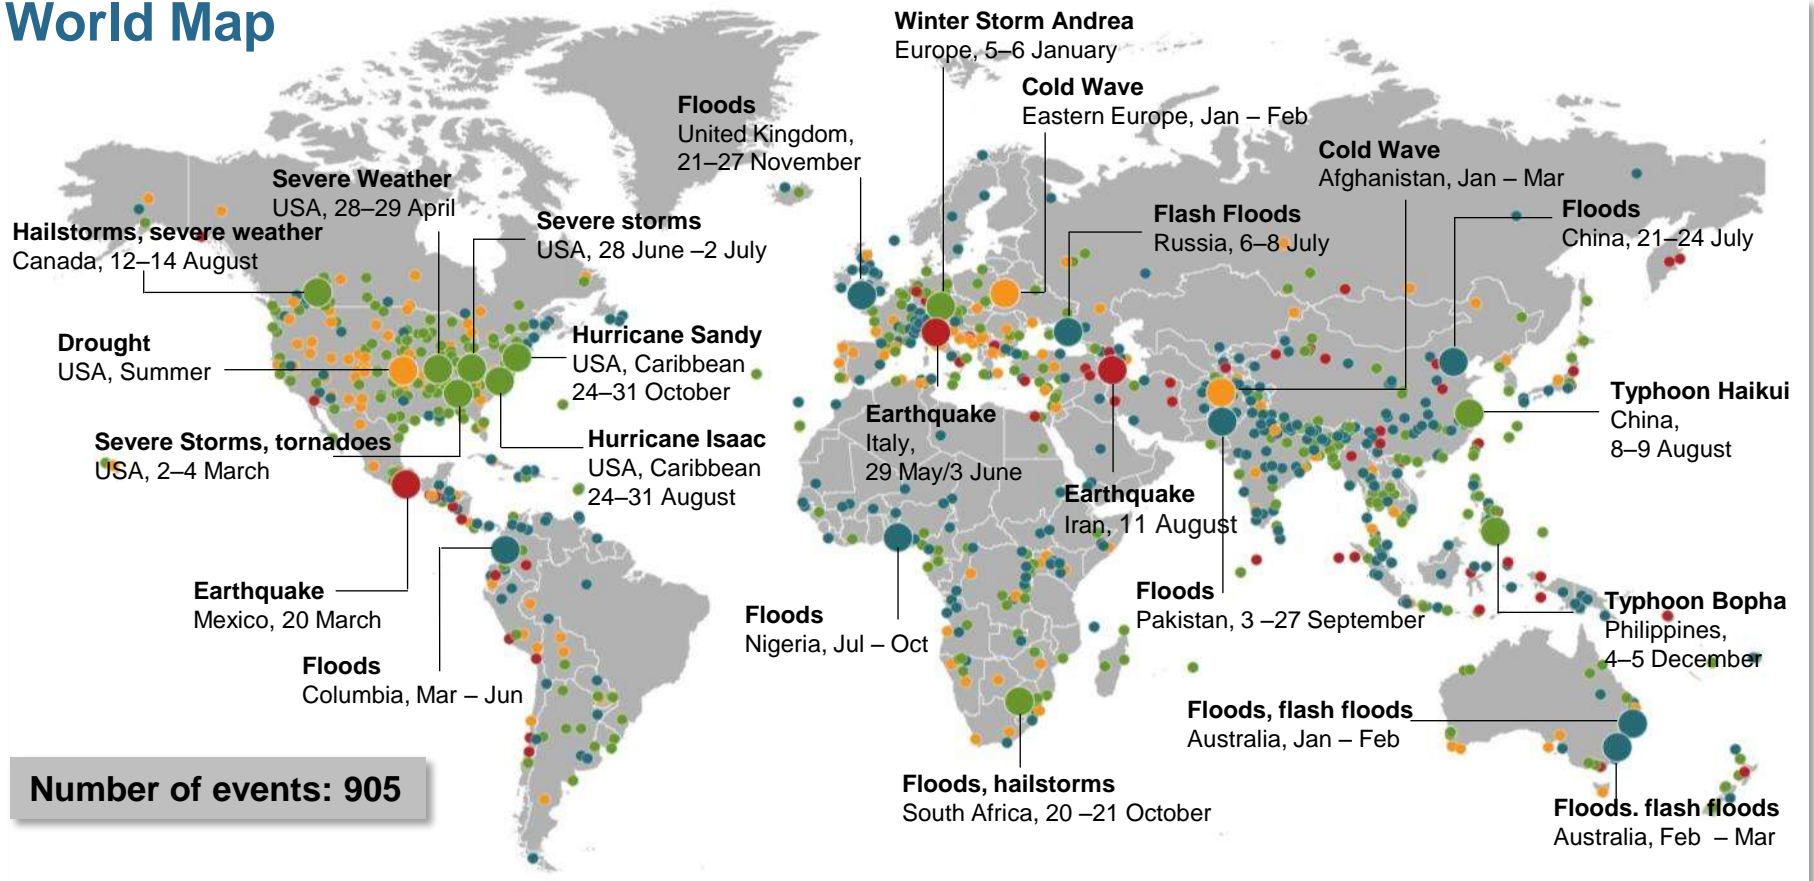 World Map
Winter Storm Andrea
Europe, 5–6 January
Cold Wave
Eastern Europe, Jan – Feb
Floods
United Kingdom,
21–27 November
Cold Wave
Afghanistan, Jan – Mar
Severe Weather
USA, 28–29 April
Severe storms
USA, 28 June –2 July
Flash Floods
Russia, 6–8 July
Floods
China, 21–24 July
Hailstorms, severe weather
Canada, 12–14 August
Drought
USA, Summer
Hurricane Sandy
USA, Caribbean
24–31 October
Typhoon Haikui
China,
8–9 August
Earthquake
Italy,
29 May/3 June
Severe Storms, tornadoes
USA, 2–4 March
Hurricane Isaac
USA, Caribbean
24–31 August
Earthquake
Iran, 11 August
Earthquake
Mexico, 20 March
Floods
Nigeria, Jul – Oct
Floods
Pakistan, 3 –27 September
Typhoon Bopha
Philippines,
4–5 December
Floods
Columbia, Mar – Jun
Floods, flash floods
Australia, Jan – Feb
Floods, hailstorms
South Africa, 20 –21 October
Floods. flash floods
Australia, Feb – Mar
Number of events: 905